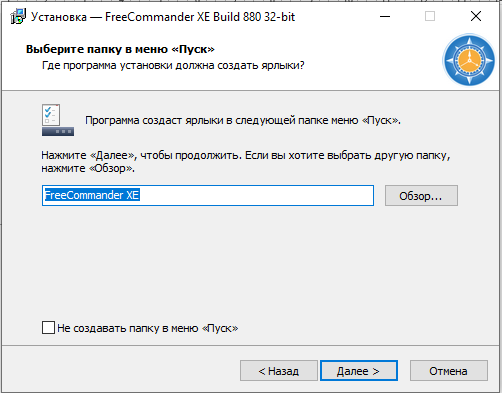 Установка — FreeCommander XE Build 880 32-bit
Выберите папку в меню «Пуск»
Где программа установки должна создать ярлыки?
Программа создаст ярлыки в следующей папке меню «Пуск».
Нажмите «Далее», чтобы продолжить. Если вы хотите выбрать другую папку,
нажмите «Обзор».
FreeCommander XE
Обзор...
Не создавать папку в меню «Пуск»
< Назад
Далее >
Отмена